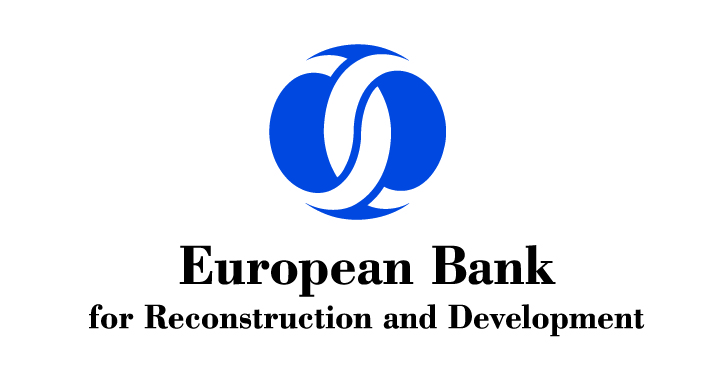 European Bank
for Reconstruction and Development